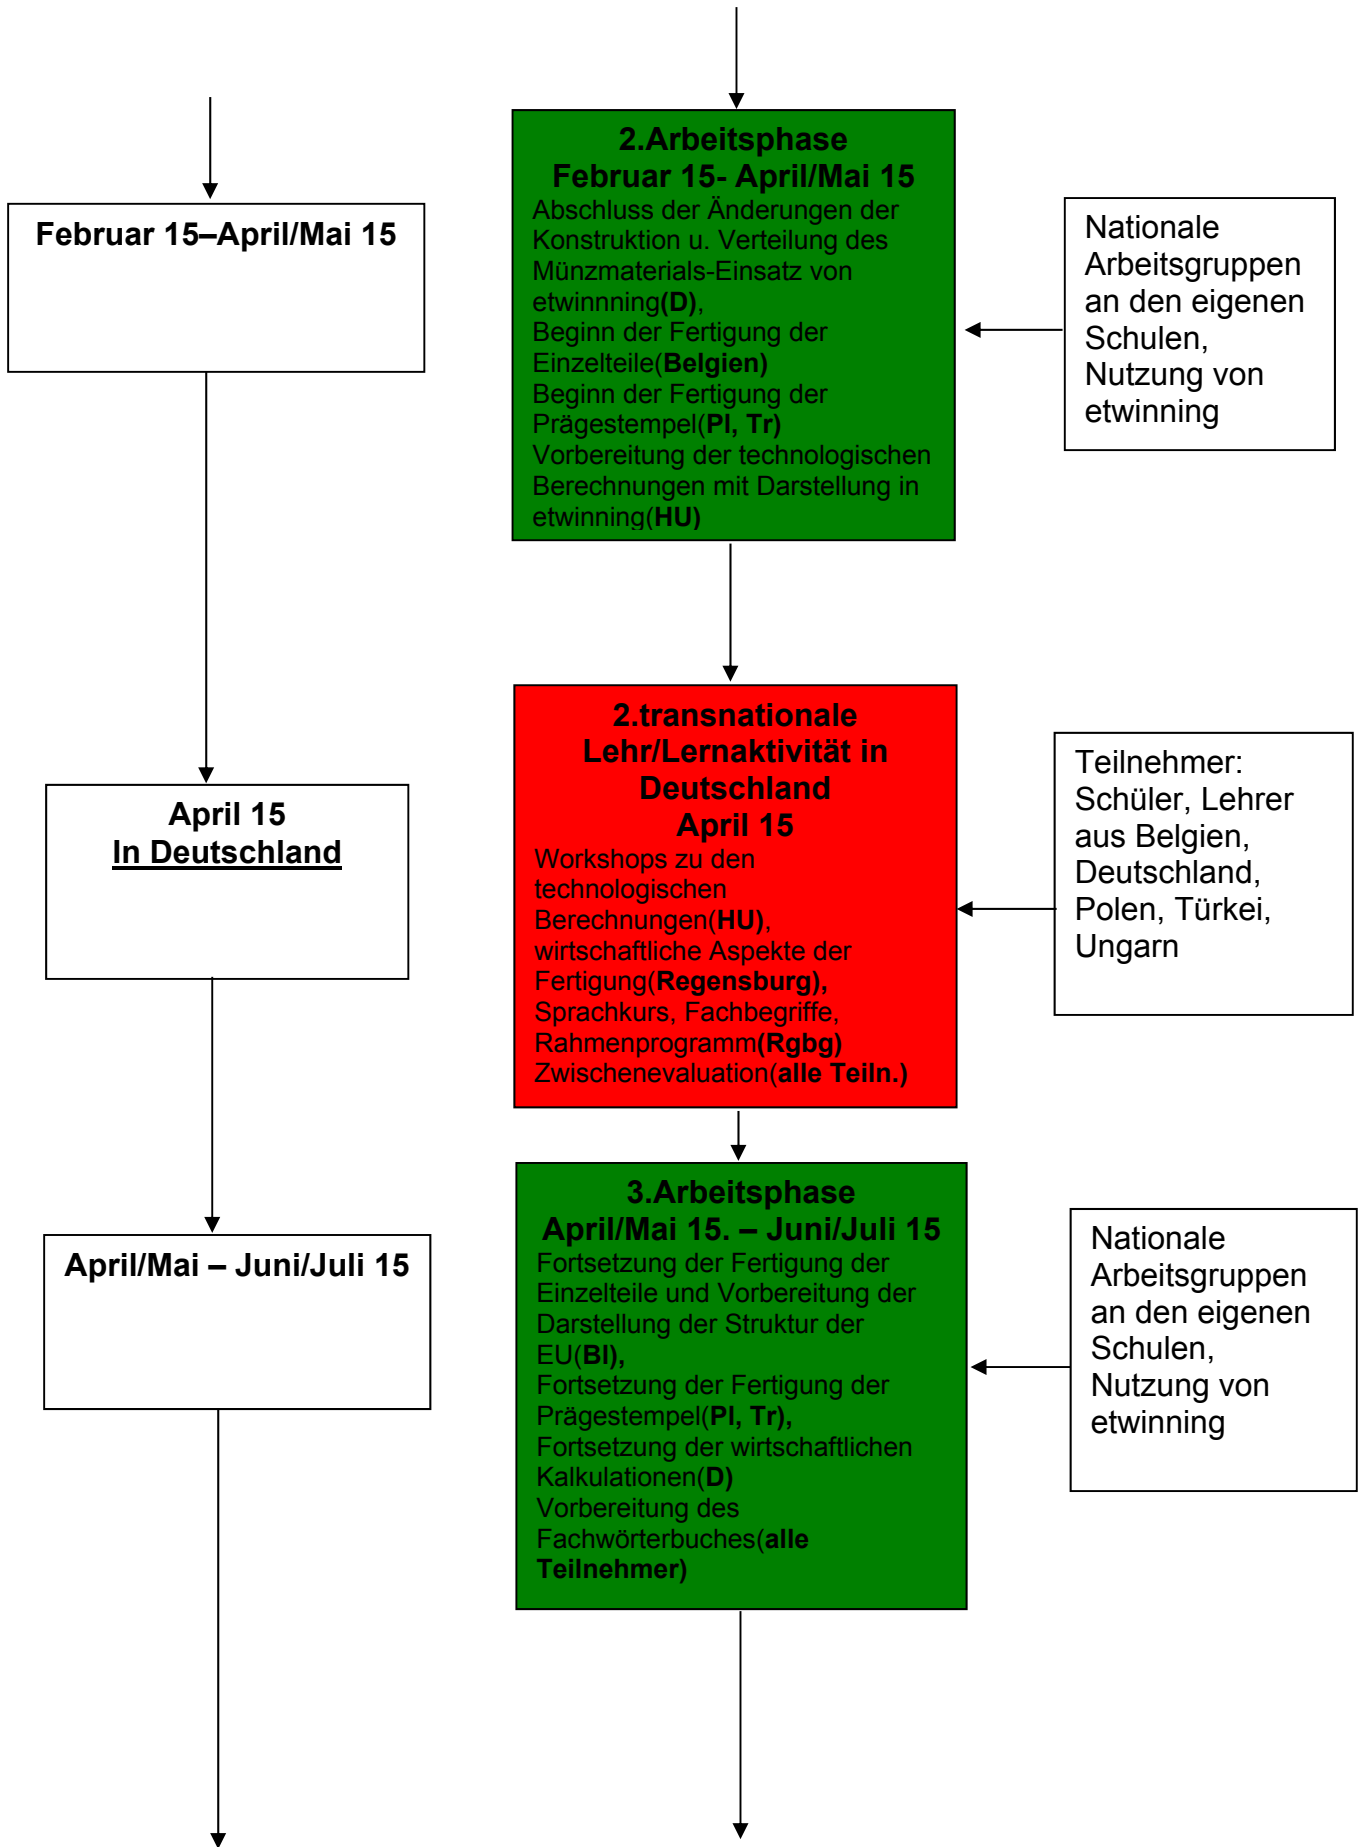 Februar 15–April/Mai 15
2.Arbeitsphase
Februar 15- April/Mai 15
Abschluss der Änderungen der
Konstruktion u. Verteilung des
Münzmaterials-Einsatz von
etwinnning(D),
Beginn der Fertigung der
Einzelteile(Belgien)
Beginn der Fertigung der
Prägestempel(Pl, Tr)
Vorbereitung der technologischen
Berechnungen mit Darstellung in
etwinning(HU)
Nationale
Arbeitsgruppen
an den eigenen
Schulen,
Nutzung von
etwinning
April 15
In Deutschland
2.transnationale
Lehr/Lernaktivität in
Deutschland
April 15
Workshops zu den
technologischen
Berechnungen(HU),
wirtschaftliche Aspekte der
Fertigung(Regensburg),
Sprachkurs, Fachbegriffe,
Rahmenprogramm(Rgbg)
Zwischenevaluation(alle Teiln.)
Teilnehmer:
Schüler, Lehrer
aus Belgien,
Deutschland,
Polen, Türkei,
Ungarn
April/Mai – Juni/Juli 15
3.Arbeitsphase
April/Mai 15. – Juni/Juli 15
Fortsetzung der Fertigung der
Einzelteile und Vorbereitung der
Darstellung der Struktur der
EU(Bl),
Fortsetzung der Fertigung der
Prägestempel(Pl, Tr),
Fortsetzung der wirtschaftlichen
Kalkulationen(D)
Vorbereitung des
Fachwörterbuches(alle
Teilnehmer)
Nationale
Arbeitsgruppen
an den eigenen
Schulen,
Nutzung von
etwinning